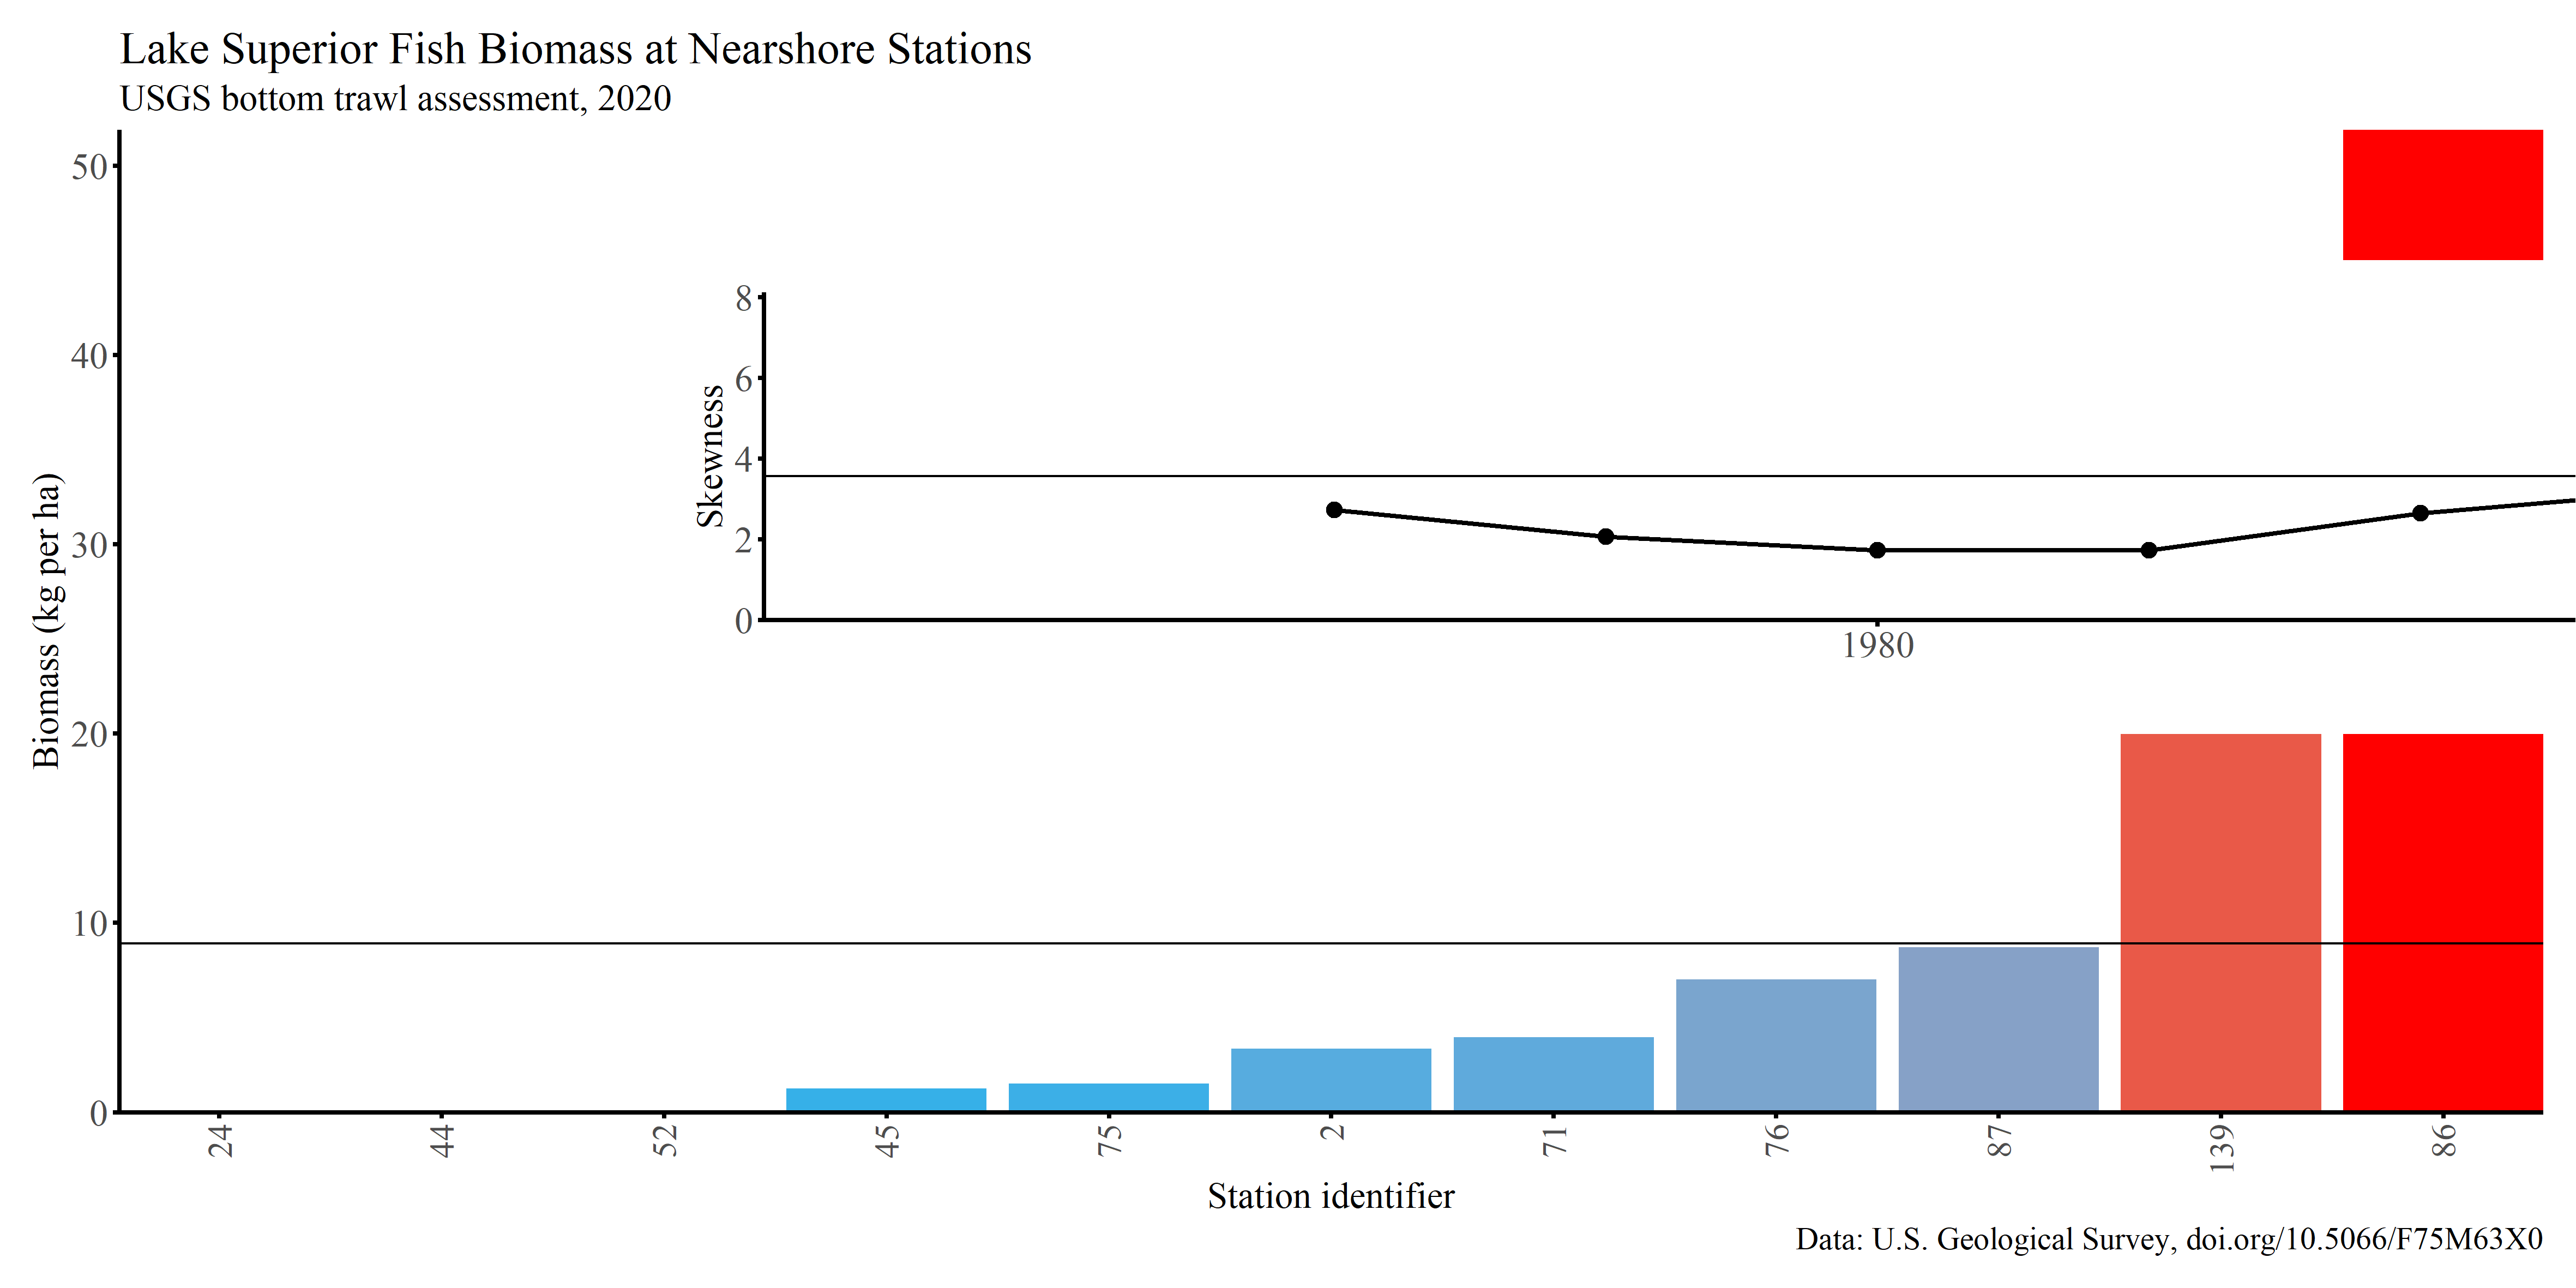 Lake Superior Fish Biomass at Nearshore Stations
USGS bottom trawl assessment, 2020
Biomass (kg per ha)
50
40
30
20
10
0
Skewness
8
6
4
2
0
1980
24 44 52 45 75 2 71 76 87 139 86
Station identifier
Data: U.S. Geological Survey, doi.org/10.5066/F75M63X0